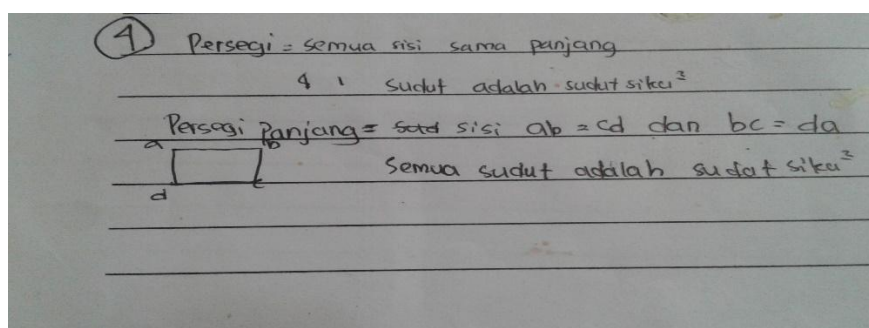 4 Persegi = semua sisi sama panjang
4 " sudut adalah sudut siku²
Persegi Panjang = sisi ab = cd dan bc = da
a b
Semua sudut adalah sudat siku²
d c